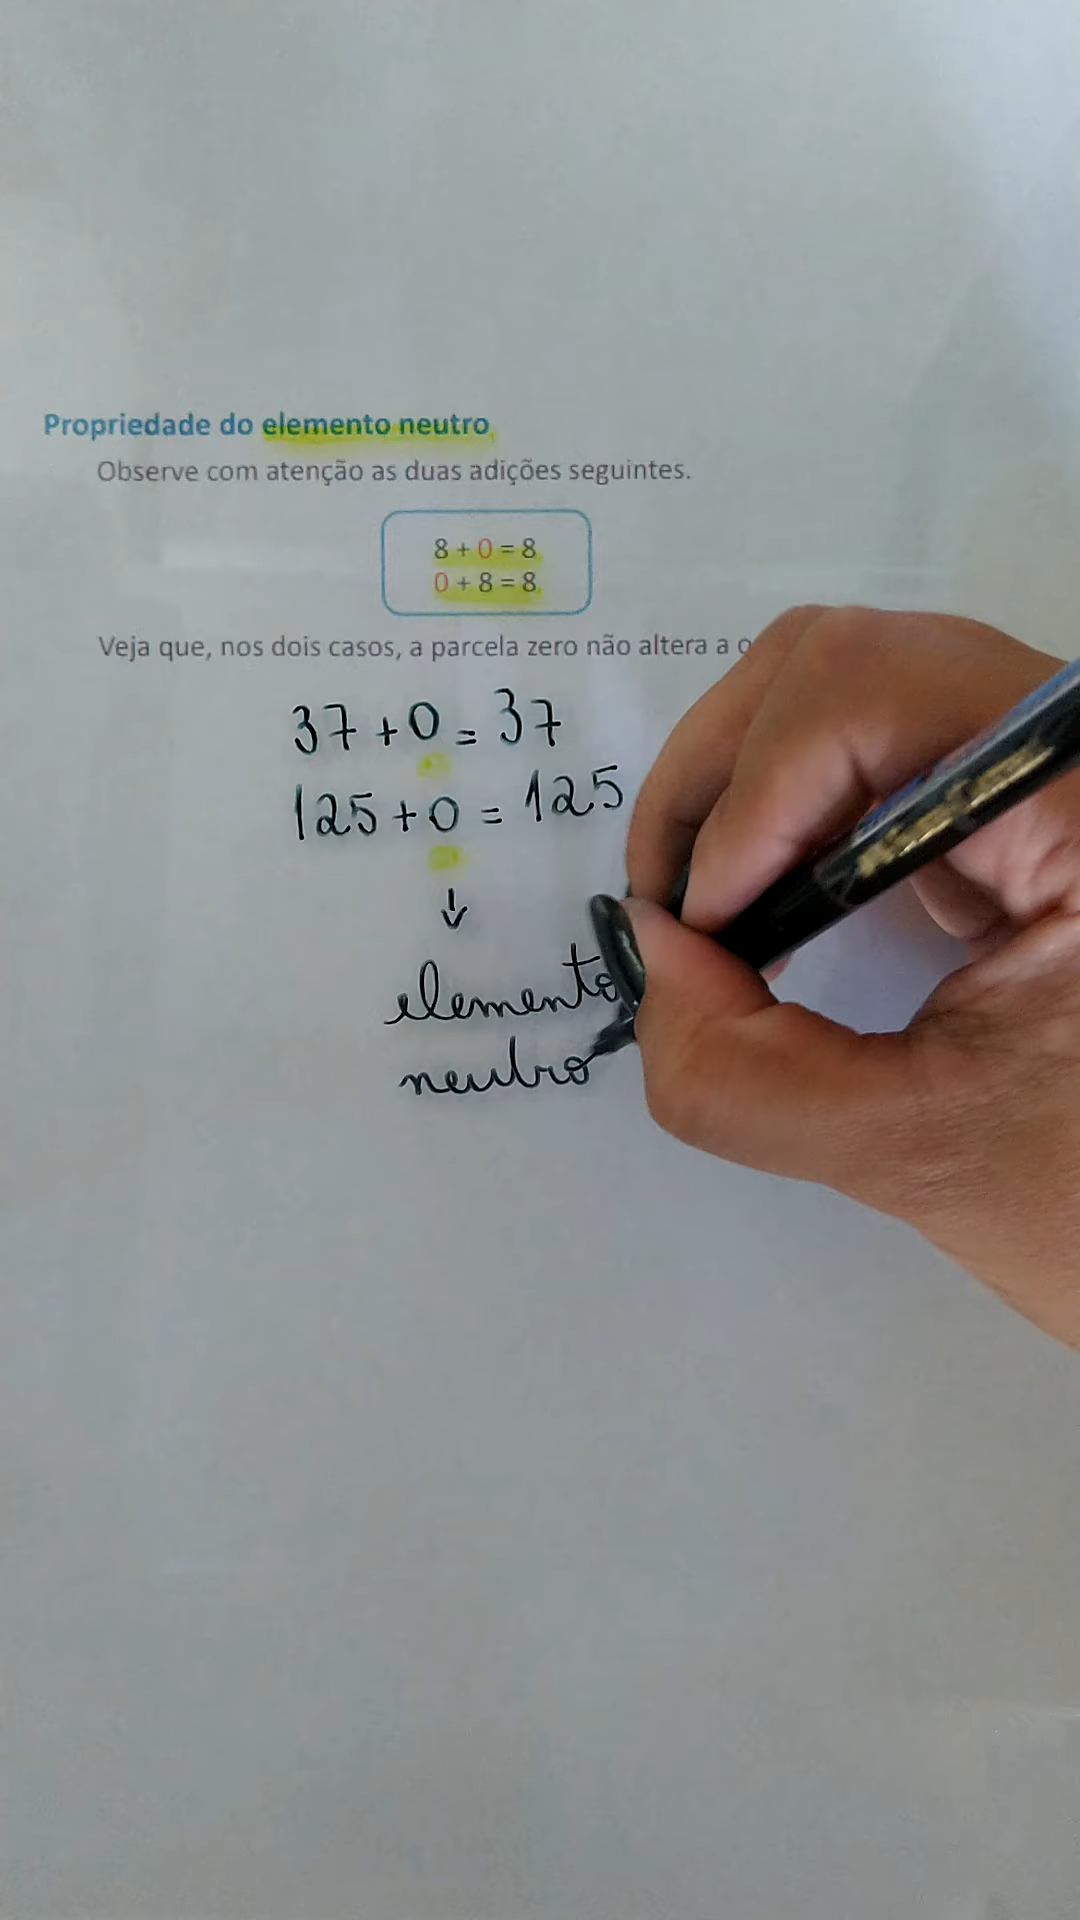 Propriedade do elemento neutro
Observe com atenção as duas adições seguintes.
8 + 0 = 8
0 + 8 = 8
Veja que, nos dois casos, a parcela zero não altera a
37 + 0 = 37
125 + 0 = 125
↓
elemento
neutro